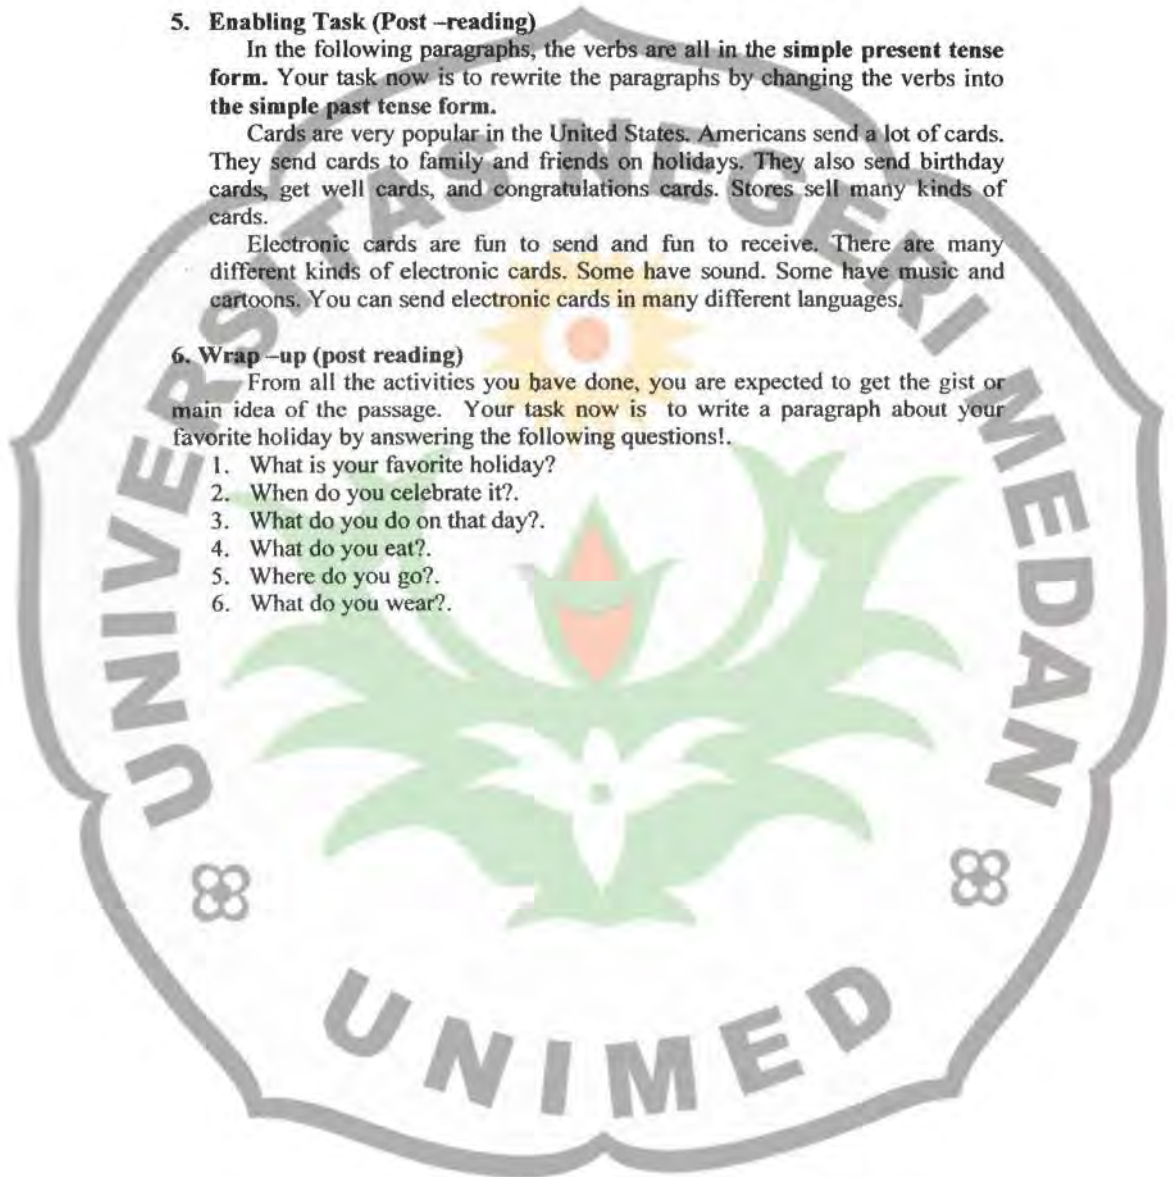 5. Enabling Task (Post –reading)
In the following paragraphs, the verbs are all in the simple present tense
form. Your task now is to rewrite the paragraphs by changing the verbs into
the simple past tense form.
Cards are very popular in the United States. Americans send a lot of cards.
They send cards to family and friends on holidays. They also send birthday
cards, get well cards, and congratulations cards. Stores sell many kinds of
cards.
Electronic cards are fun to send and fun to receive. There are many
different kinds of electronic cards. Some have sound. Some have music and
cartoons. You can send electronic cards in many different languages.
6. Wrap –up (post reading)
From all the activities you have done, you are expected to get the gist or
main idea of the passage. Your task now is to write a paragraph about your
favorite holiday by answering the following questions!.
1. What is your favorite holiday?
2. When do you celebrate it?.
3. What do you do on that day?.
4. What do you eat?.
5. Where do you go?.
6. What do you wear?.
UNIVERSITAS NEGERI MEDAN
UNIMED